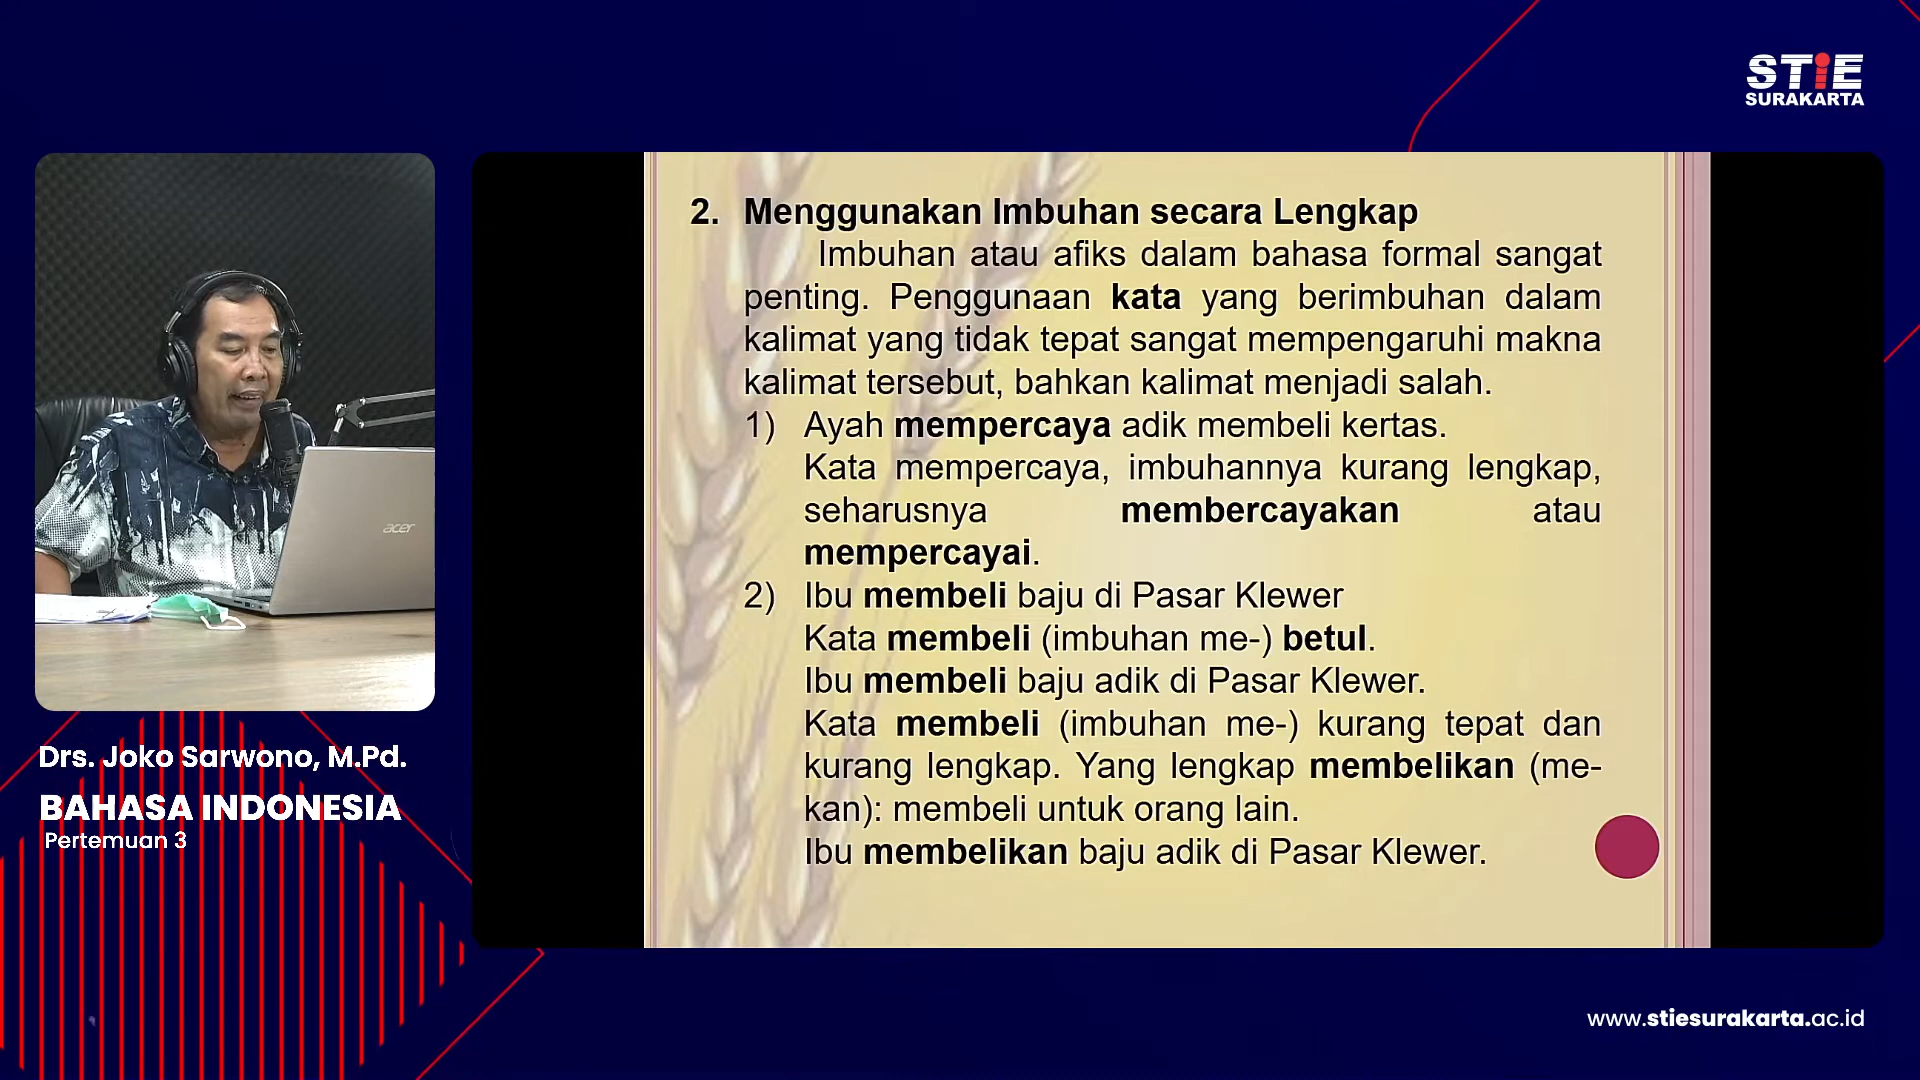 STiE
SURAKARTA
2. Menggunakan Imbuhan secara Lengkap
Imbuhan atau afiks dalam bahasa formal sangat
penting. Penggunaan kata yang berimbuhan dalam
kalimat yang tidak tepat sangat mempengaruhi makna
kalimat tersebut, bahkan kalimat menjadi salah.
1) Ayah mempercaya adik membeli kertas.
Kata mempercaya, imbuhannya kurang lengkap,
seharusnya membercayakan atau
mempercayai.
2) Ibu membeli baju di Pasar Klewer
Kata membeli (imbuhan me-) betul.
Ibu membeli baju adik di Pasar Klewer.
Kata membeli (imbuhan me-) kurang tepat dan
kurang lengkap. Yang lengkap membelikan (me-
kan): membeli untuk orang lain.
Ibu membelikan baju adik di Pasar Klewer.
acer
Drs. Joko Sarwono, M.Pd.
BAHASA INDONESIA
Pertemuan 3
www.stiesurakarta.ac.id